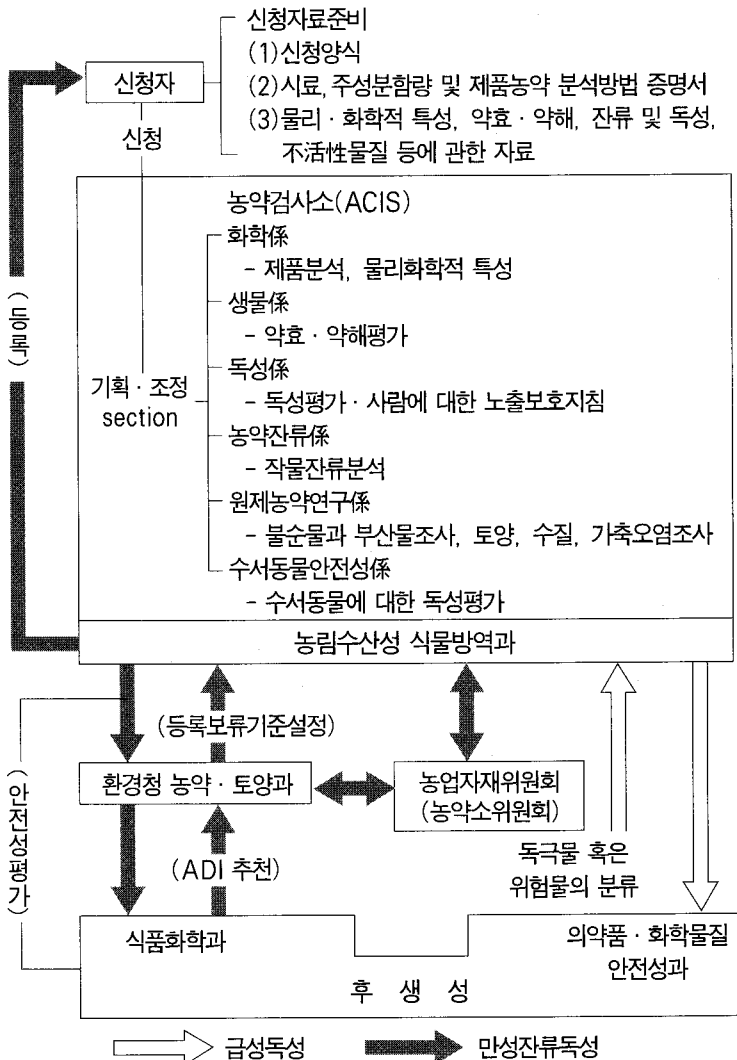 신청자료준비
(1)신청양식
(2)시료, 주성분함량 및 제품농약 분석방법 증명서
(3)물리·화학적 특성, 약효·약해, 잔류 및 독성,
不活性물질 등에 관한 자료
신청자
신청
(등록)
농약검사소(ACIS)
화학係
- 제품분석, 물리화학적 특성
생물係
- 약효·약해평가
독성係
- 독성평가·사람에 대한 노출보호지침
기획·조정
section
농약잔류係
- 작물잔류분석
원제농약연구係
- 불순물과 부산물조사, 토양, 수질, 가축오염조사
수서동물안전성係
- 수서동물에 대한 독성평가
농림수산성 식물방역과
(등록보류기준설정)
환경청 농약·토양과
농업자재위원회
(농약소위원회)
(안전성평가)
(ADI 추천)
독극물 혹은
위험물의 분류
식품화학과
의약품·화학물질
안전성과
후 생 성
급성독성
만성잔류독성